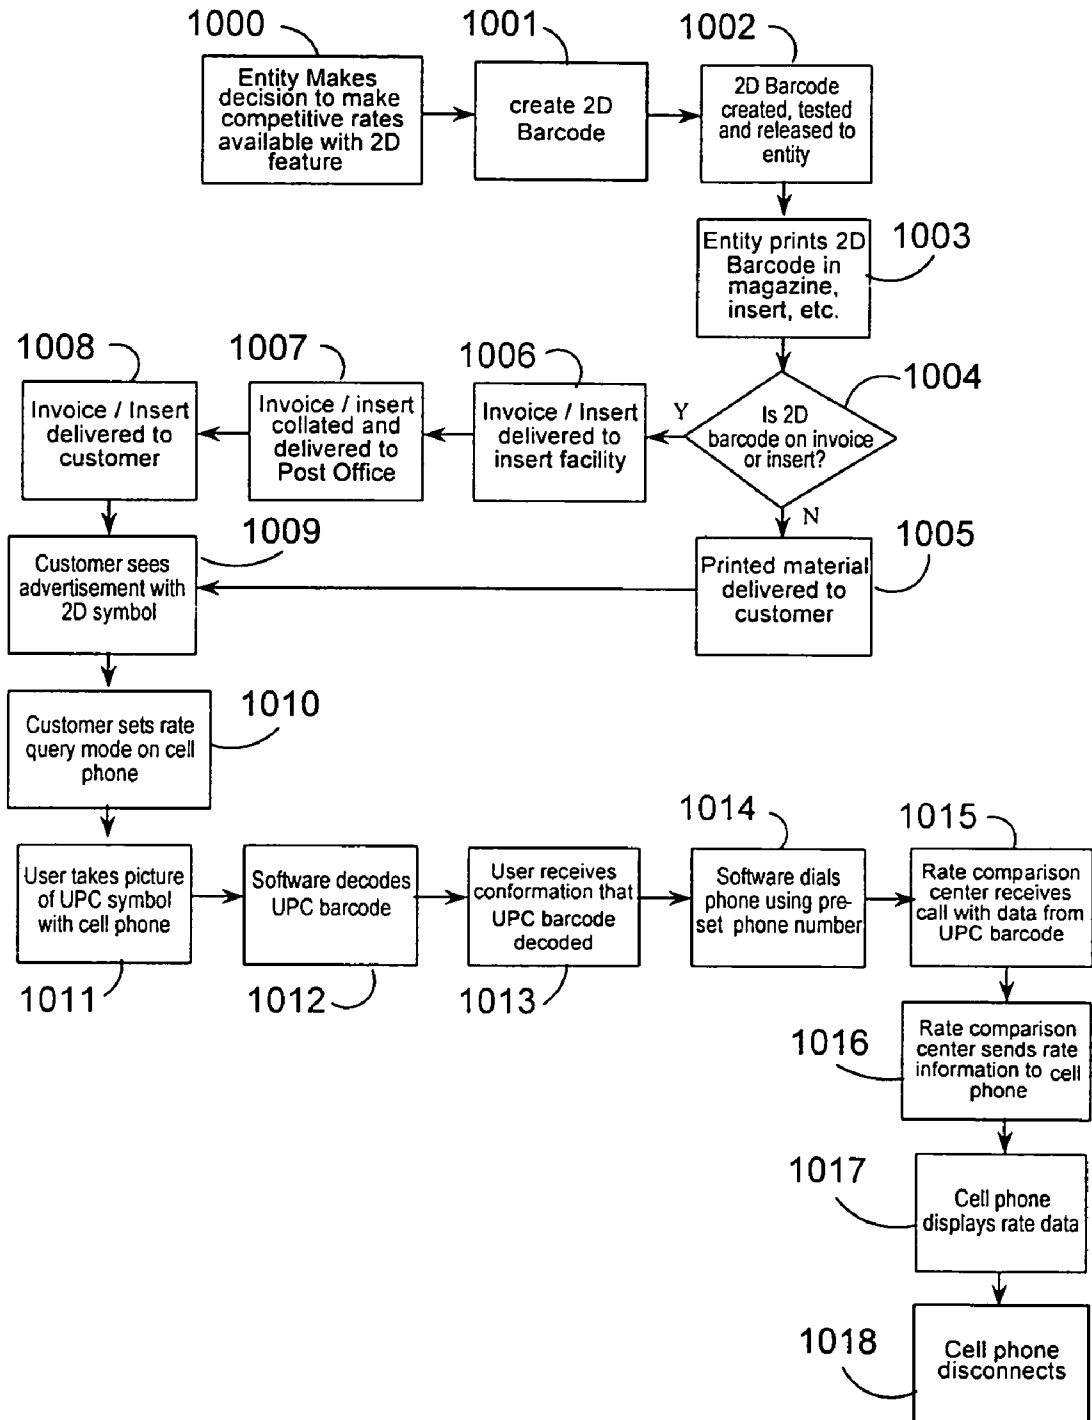 1000
1001
1002
Entity Makes
decision to make
competitive rates
available with 2D
feature
create 2D
Barcode
2D Barcode
created, tested
and released to
entity
Entity prints 2D
Barcode in
magazine,
insert, etc.
1003
1008
1007
1006
1004
Invoice / Insert
delivered to
customer
Invoice / insert
collated and
delivered to
Post Office
Invoice / Insert
delivered to
insert facility
Y
Is 2D
barcode on invoice
or insert?
N
1009
1005
Customer sees
advertisement with
2D symbol
Printed material
delivered to
customer
1010
Customer sets rate
query mode on cell
phone
1014
1015
User takes picture
of UPC symbol
with cell phone
Software decodes
UPC barcode
User receives
conformation that
UPC barcode
decoded
Software dials
phone using pre-
set phone number
Rate comparison
center receives
call with data from
UPC barcode
1011
1012
1013
1016
Rate comparison
center sends rate
information to cell
phone
1017
Cell phone
displays rate data
1018
Cell phone
disconnects